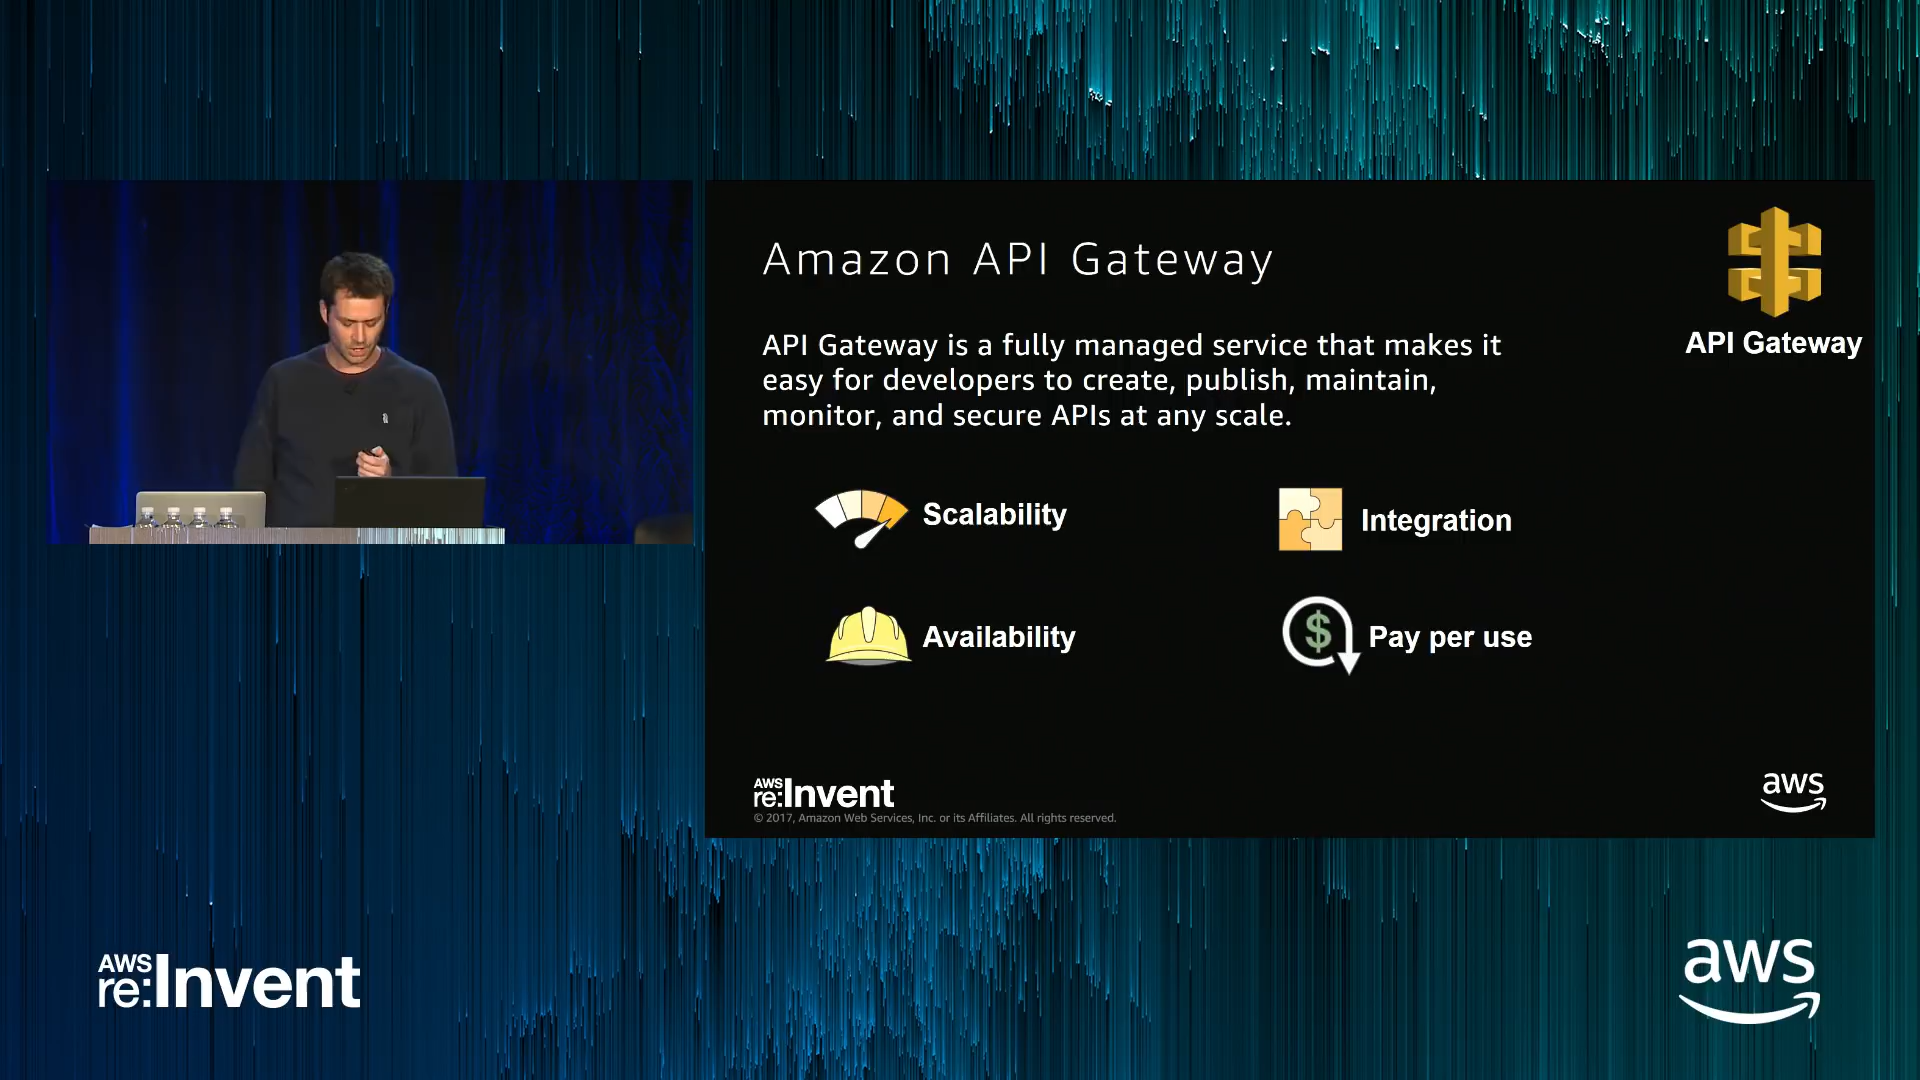 Amazon API Gateway
API Gateway
API Gateway is a fully managed service that makes it
easy for developers to create, publish, maintain,
monitor, and secure APIs at any scale.
Scalability
Integration
Availability
$
Pay per use
AWS
re:Invent
© 2017, Amazon Web Services, Inc. or its Affiliates. All rights reserved.
aws
AWS
re:Invent
aws